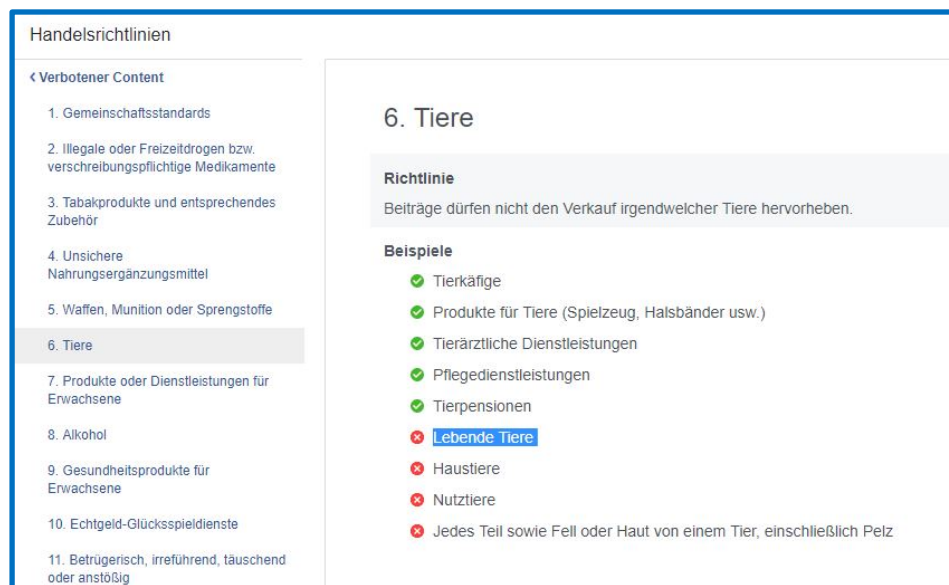 Handelsrichtlinien
‹ Verbotener Content
1. Gemeinschaftsstandards
2. Illegale oder Freizeitdrogen bzw.
verschreibungspflichtige Medikamente
3. Tabakprodukte und entsprechendes
Zubehör
4. Unsichere
Nahrungsergänzungsmittel
5. Waffen, Munition oder Sprengstoffe
6. Tiere
7. Produkte oder Dienstleistungen für
Erwachsene
8. Alkohol
9. Gesundheitsprodukte für
Erwachsene
10. Echtgeld-Glücksspieldienste
11. Betrügerisch, irreführend, täuschend
oder anstößig
6. Tiere
Richtlinie
Beiträge dürfen nicht den Verkauf irgendwelcher Tiere hervorheben.
Beispiele
Tierkäfige
Produkte für Tiere (Spielzeug, Halsbänder usw.)
Tierärztliche Dienstleistungen
Pflegedienstleistungen
Tierpensionen
Lebende Tiere
Haustiere
Nutztiere
Jedes Teil sowie Fell oder Haut von einem Tier, einschließlich Pelz